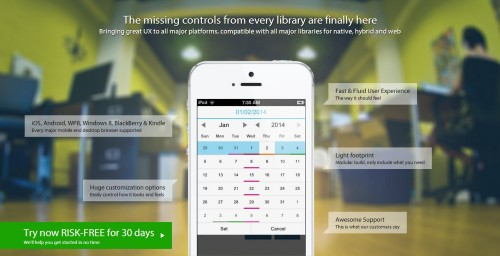 The missing controls from every library are finally here
Bringing great UX to all major platforms, compatible with all major libraries for native, hybrid and web
Fast & Fluid User Experience
The way it should feel
iOS, Android, WP8, Windows 8, BlackBerry & Kindle
Every major mobile and desktop browser supported
Light footprint
Modular build, only include what you need
Huge customization options
Easily control how it looks and feels
Awesome Support
This is what our customers say
Try now RISK-FREE for 30 days
We'll help you get started in no time
iPod 7:35 AM
01/02/2014
Jan 2014
Sun Mon Tue Wed Thu Fri Sat
29 30 31 1 2 3 4
5 6 7 8 9 10 11
12 13 14 15 16 17 18
19 20 21 22 23 24 25
26 27 28 29 30 31 1
2 3 4 5 6 7 8
Set Cancel